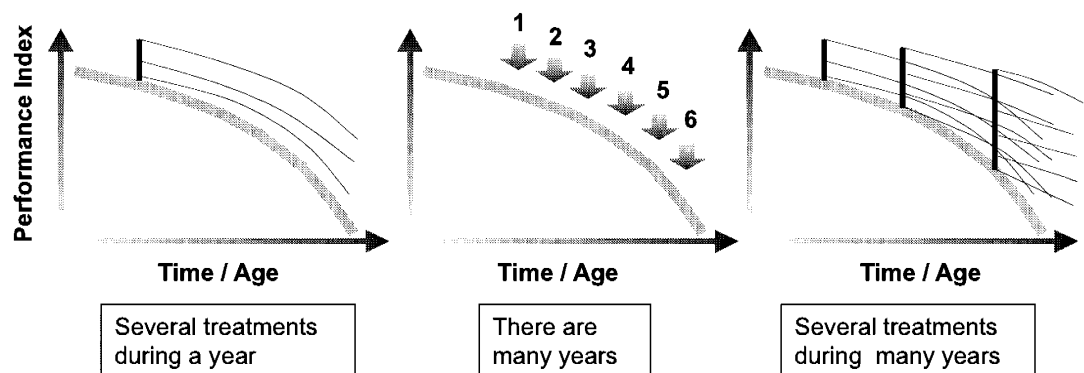 Performance Index
1
2
3
4
5
6
Time / Age
Time / Age
Time / Age
Several treatments
during a year
There are
many years
Several treatments
during many years